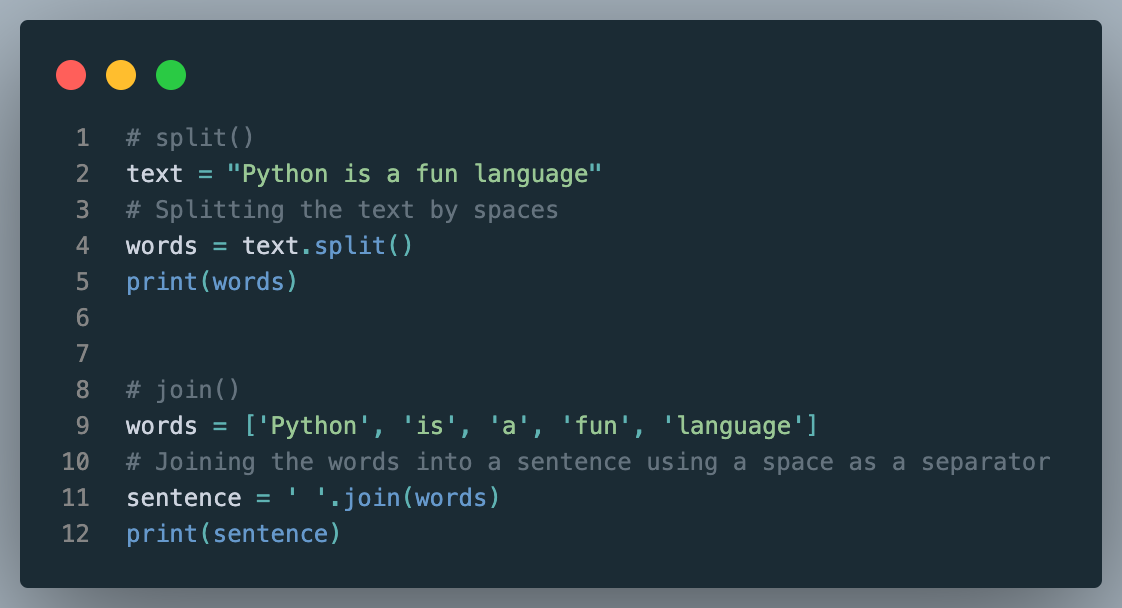 1 # split()
2 text = "Python is a fun language"
3 # Splitting the text by spaces
4 words = text.split()
5 print(words)
6
7
8 # join()
9 words = ['Python', 'is', 'a', 'fun', 'language']
10 # Joining the words into a sentence using a space as a separator
11 sentence = ' '.join(words)
12 print(sentence)